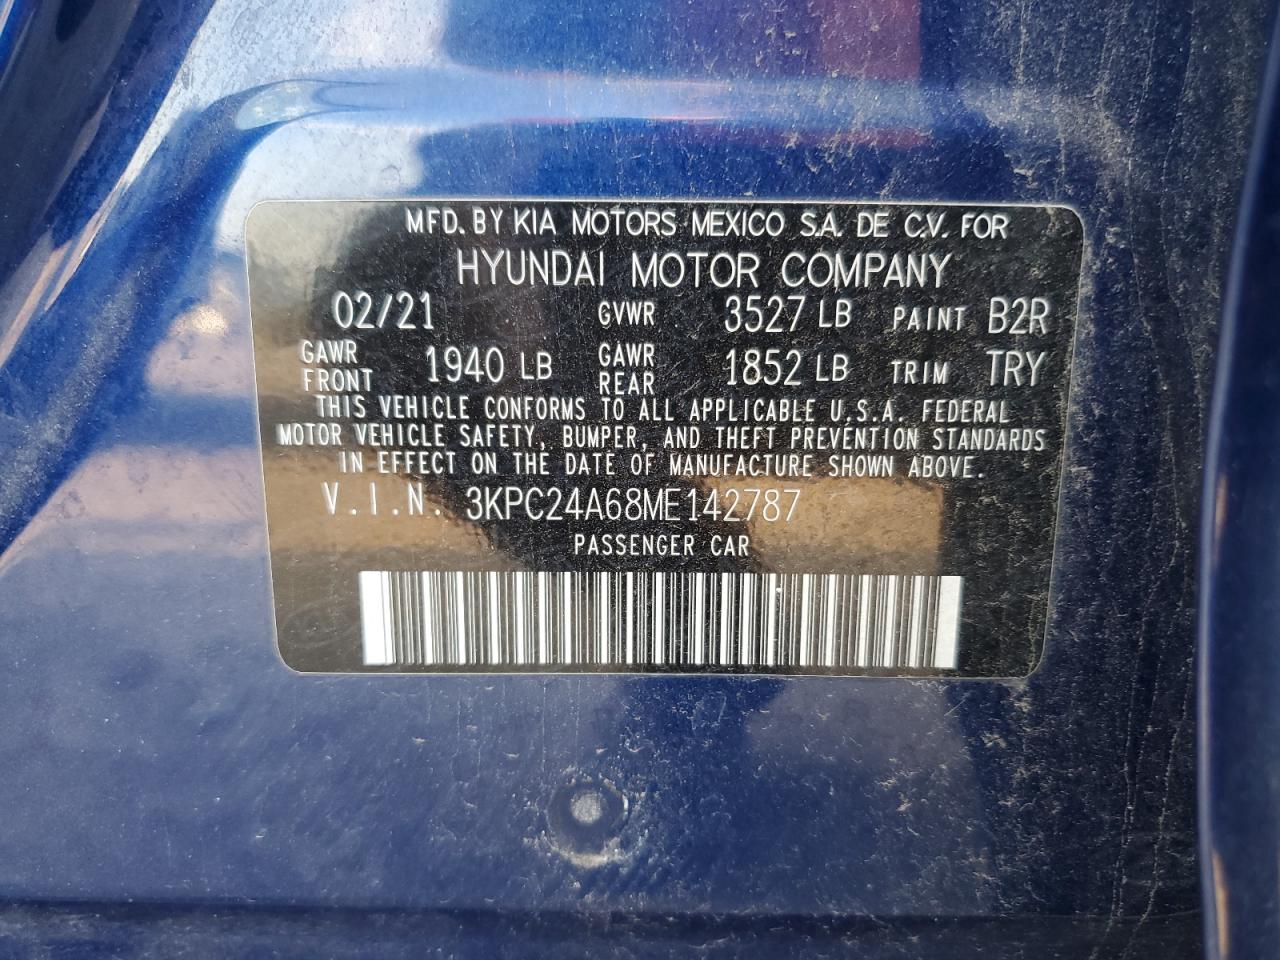 MFD. BY KIA MOTORS MEXICO S.A. DE C.V. FOR
HYUNDAI MOTOR COMPANY
02/21 GVWR 3527 LB PAINT B2R
GAWR FRONT 1940 LB GAWR REAR 1852 LB TRIM TRY
THIS VEHICLE CONFORMS TO ALL APPLICABLE U.S.A. FEDERAL
MOTOR VEHICLE SAFETY, BUMPER, AND THEFT PREVENTION STANDARDS
IN EFFECT ON THE DATE OF MANUFACTURE SHOWN ABOVE.
V.I.N. 3KPC24A68ME142787
PASSENGER CAR